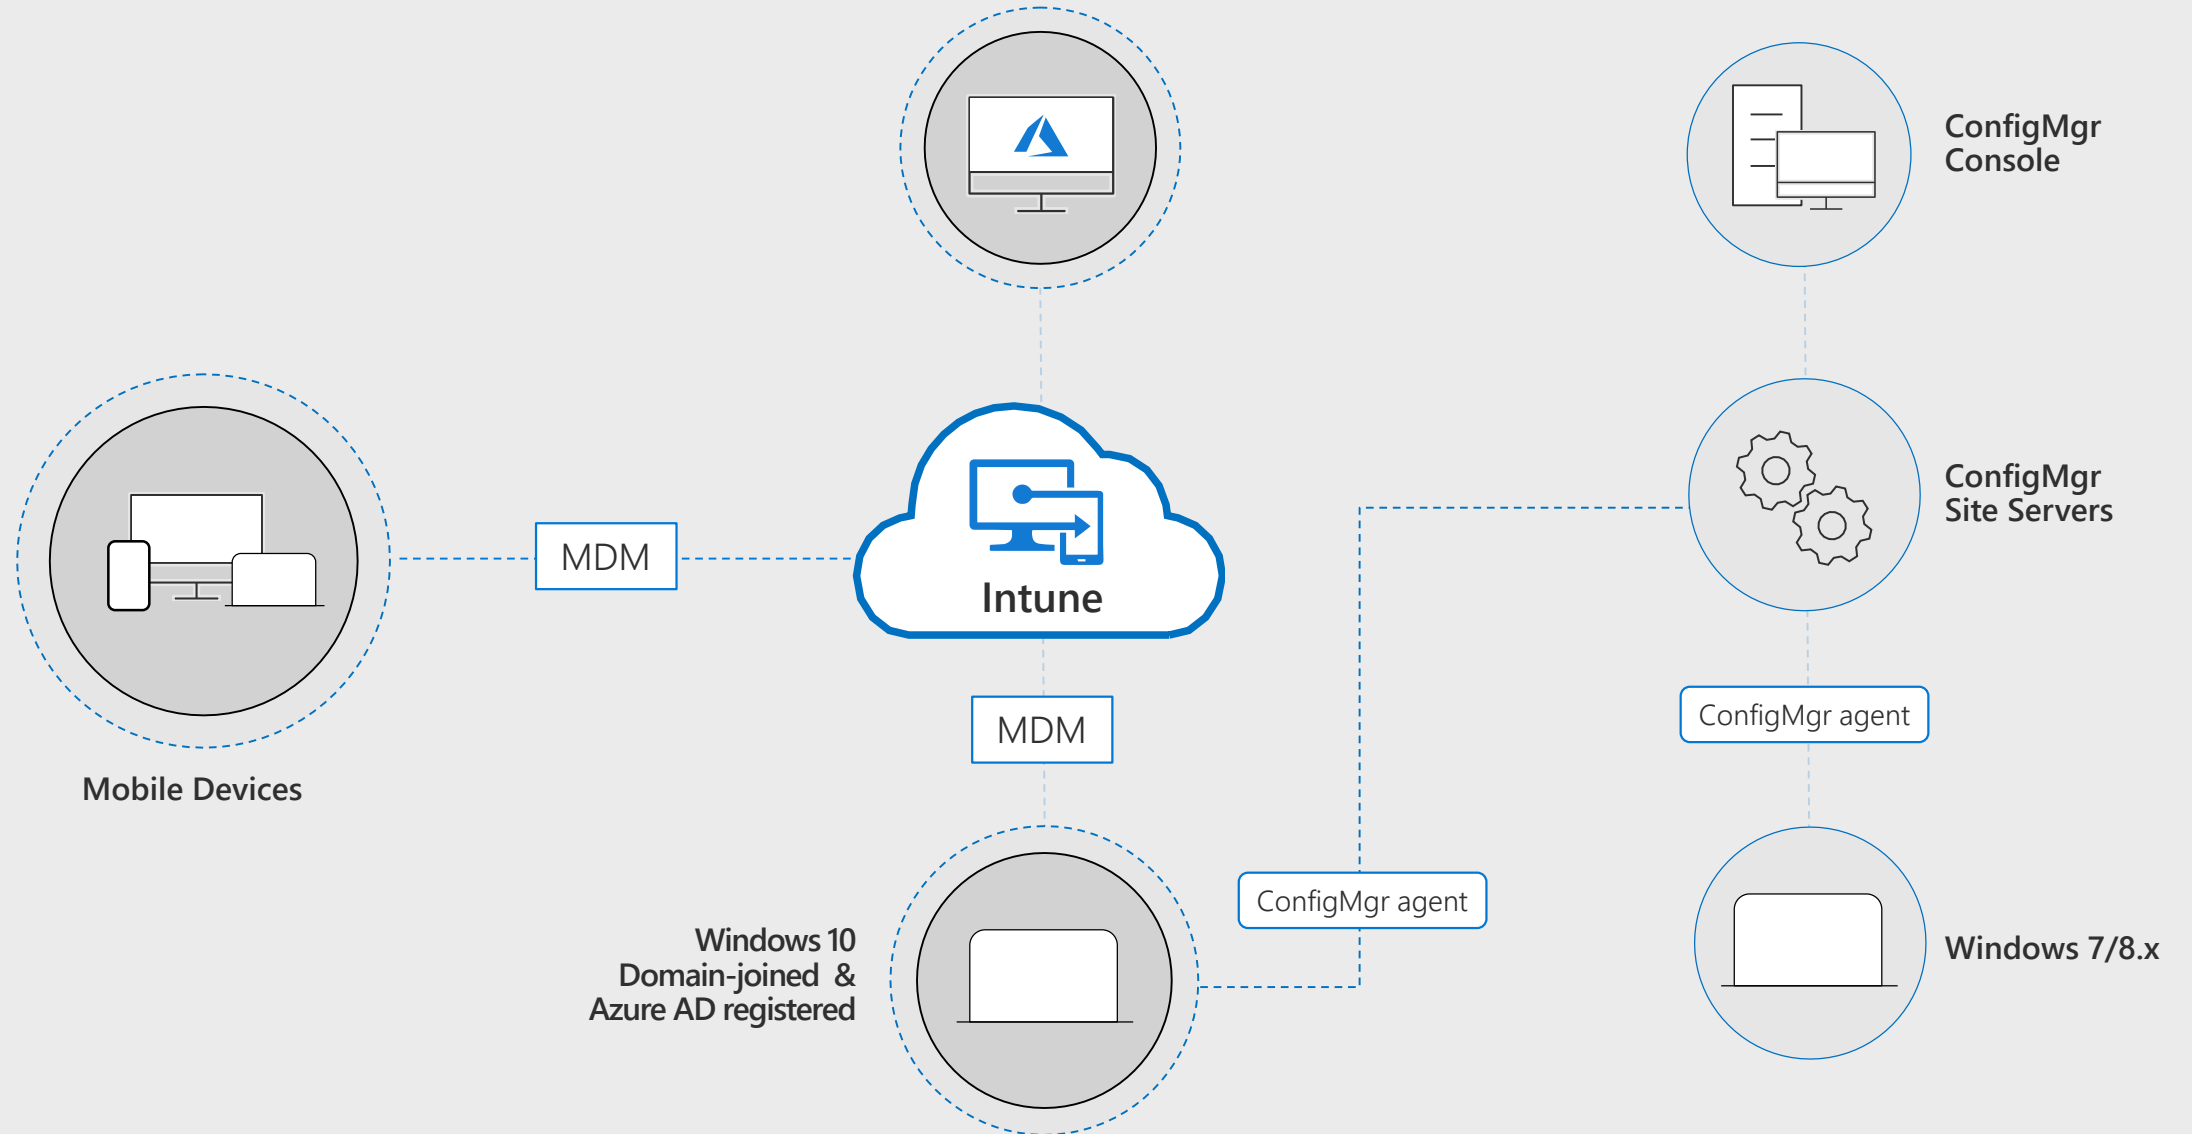 ConfigMgr
Console
ConfigMgr
Site Servers
MDM
Intune
MDM
ConfigMgr agent
Mobile Devices
ConfigMgr agent
Windows 10
Domain-joined &
Azure AD registered
Windows 7/8.x